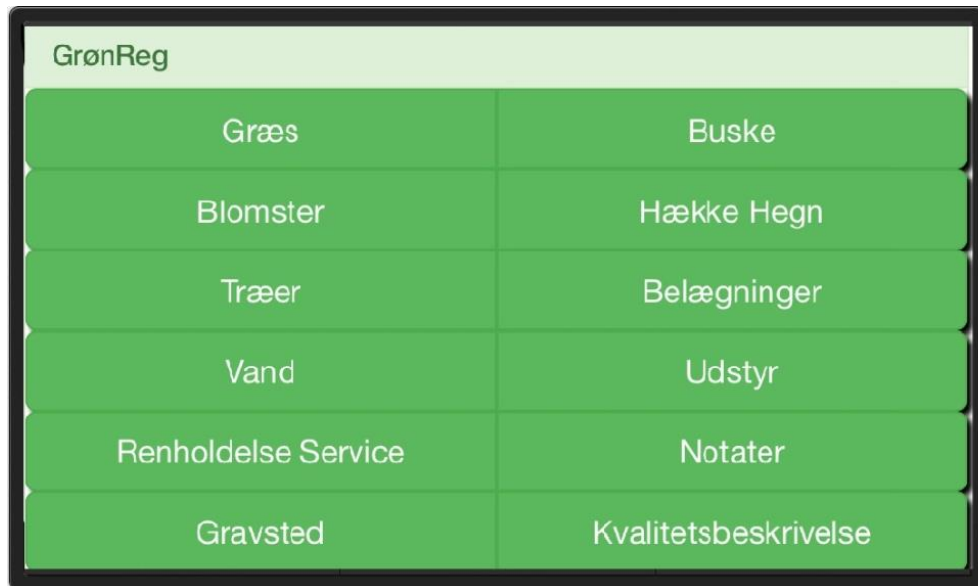 GrønReg
Græs
Buske
Blomster
Hække Hegn
Træer
Belægninger
Vand
Udstyr
Renholdelse Service
Notater
Gravsted
Kvalitetsbeskrivelse